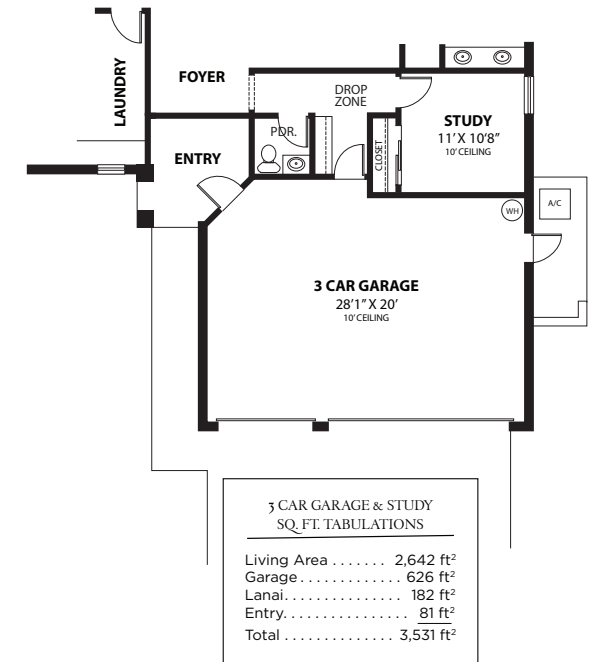 LAUNDRY
FOYER
DROP
ZONE
PDR.
ENTRY
CLOSET
STUDY
11' X 10'8"
10' CEILING
WH
A/C
3 CAR GARAGE
28'1" X 20'
10' CEILING
3 CAR GARAGE & STUDY
SQ. FT. TABULATIONS
Living Area ....... 2,642 ft²
Garage............. 626 ft²
Lanai............... 182 ft²
Entry................ 81 ft²
Total .............. 3,531 ft²